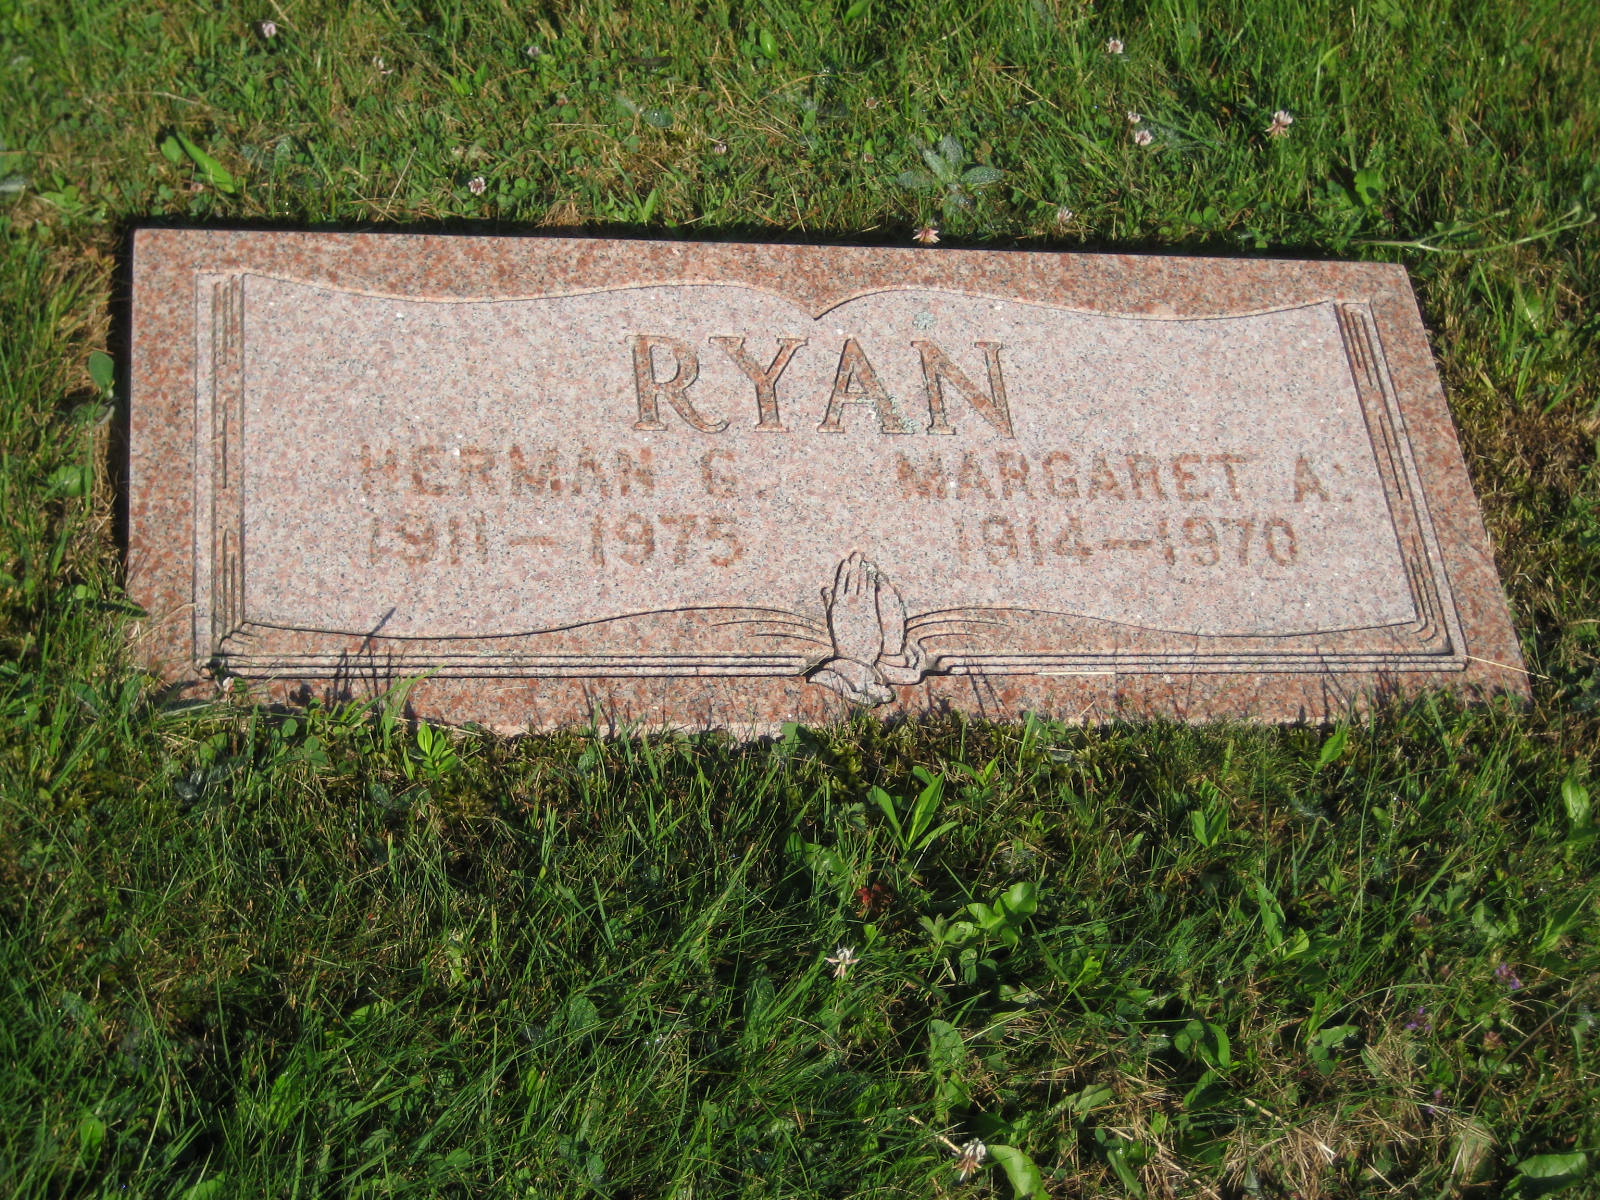 RYAN
HERMAN G. MARGARET A.
1911 – 1975 1914 – 1970